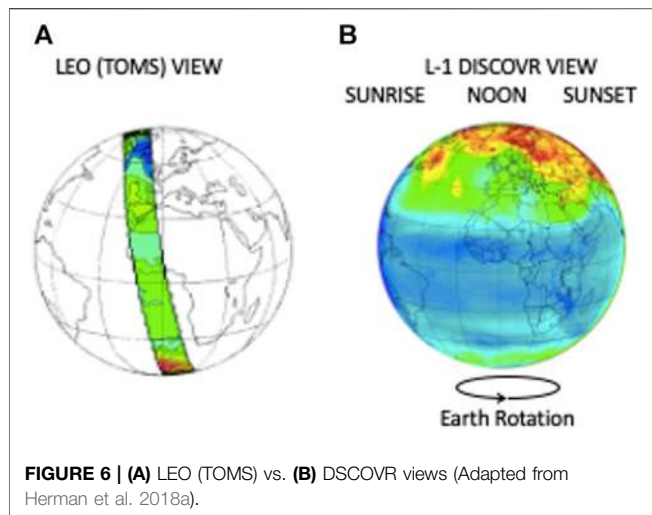 A
LEO (TOMS) VIEW
B
L-1 DISCOVR VIEW
SUNRISE NOON SUNSET
Earth Rotation
FIGURE 6 | (A) LEO (TOMS) vs. (B) DSCOVR views (Adapted from
Herman et al. 2018a).